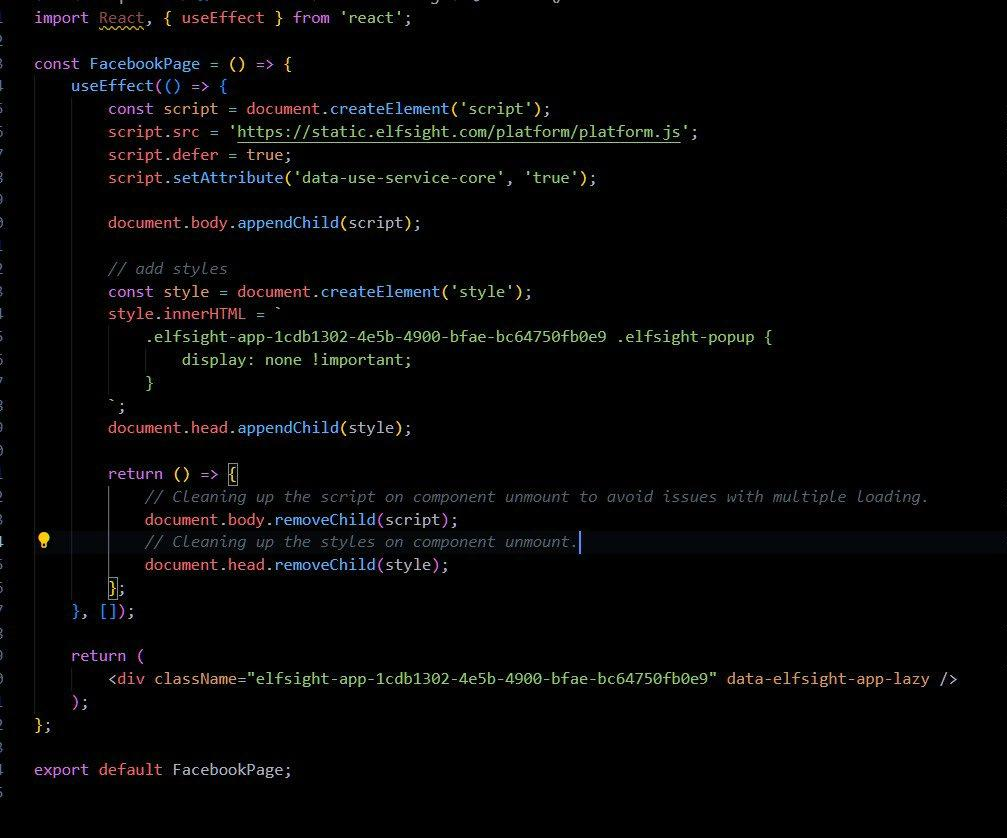 import React, { useEffect } from 'react';
const FacebookPage = () => {
useEffect(() => {
const script = document.createElement('script');
script.src = 'https://static.elfsight.com/platform/platform.js';
script.defer = true;
script.setAttribute('data-use-service-core', 'true');
document.body.appendChild(script);
// add styles
const style = document.createElement('style');
style.innerHTML = `
.elfsight-app-1cdb1302-4e5b-4900-bfae-bc64750fb0e9 .elfsight-popup {
display: none !important;
}
`;
document.head.appendChild(style);
return () => {
// Cleaning up the script on component unmount to avoid issues with multiple loading.
document.body.removeChild(script);
// Cleaning up the styles on component unmount.
document.head.removeChild(style);
};
}, []);
return (
<div className="elfsight-app-1cdb1302-4e5b-4900-bfae-bc64750fb0e9" data-elfsight-app-lazy />
);
};
export default FacebookPage;